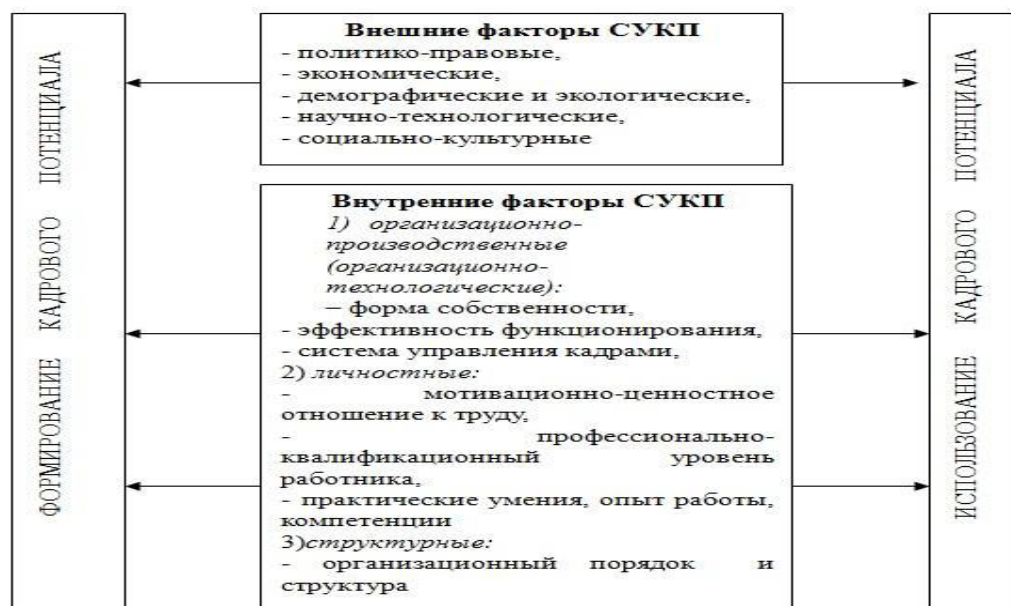 ФОРМИРОВАНИЕ КАДРОВОГО ПОТЕНЦИАЛА
Внешние факторы СУКП
- политико-правовые,
- экономические,
- демографические и экологические,
- научно-технологические,
- социально-культурные
Внутренние факторы СУКП
1) организационно-
производственные
(организационно-
технологические):
– форма собственности,
- эффективность функционирования,
- система управления кадрами,
2) личностные:
- мотивационно-ценностное
отношение к труду,
- профессионально-
квалификационный уровень
работника,
- практические умения, опыт работы,
компетенции
3)структурные:
- организационный порядок и
структура
ИСПОЛЬЗОВАНИЕ КАДРОВОГО ПОТЕНЦИАЛА